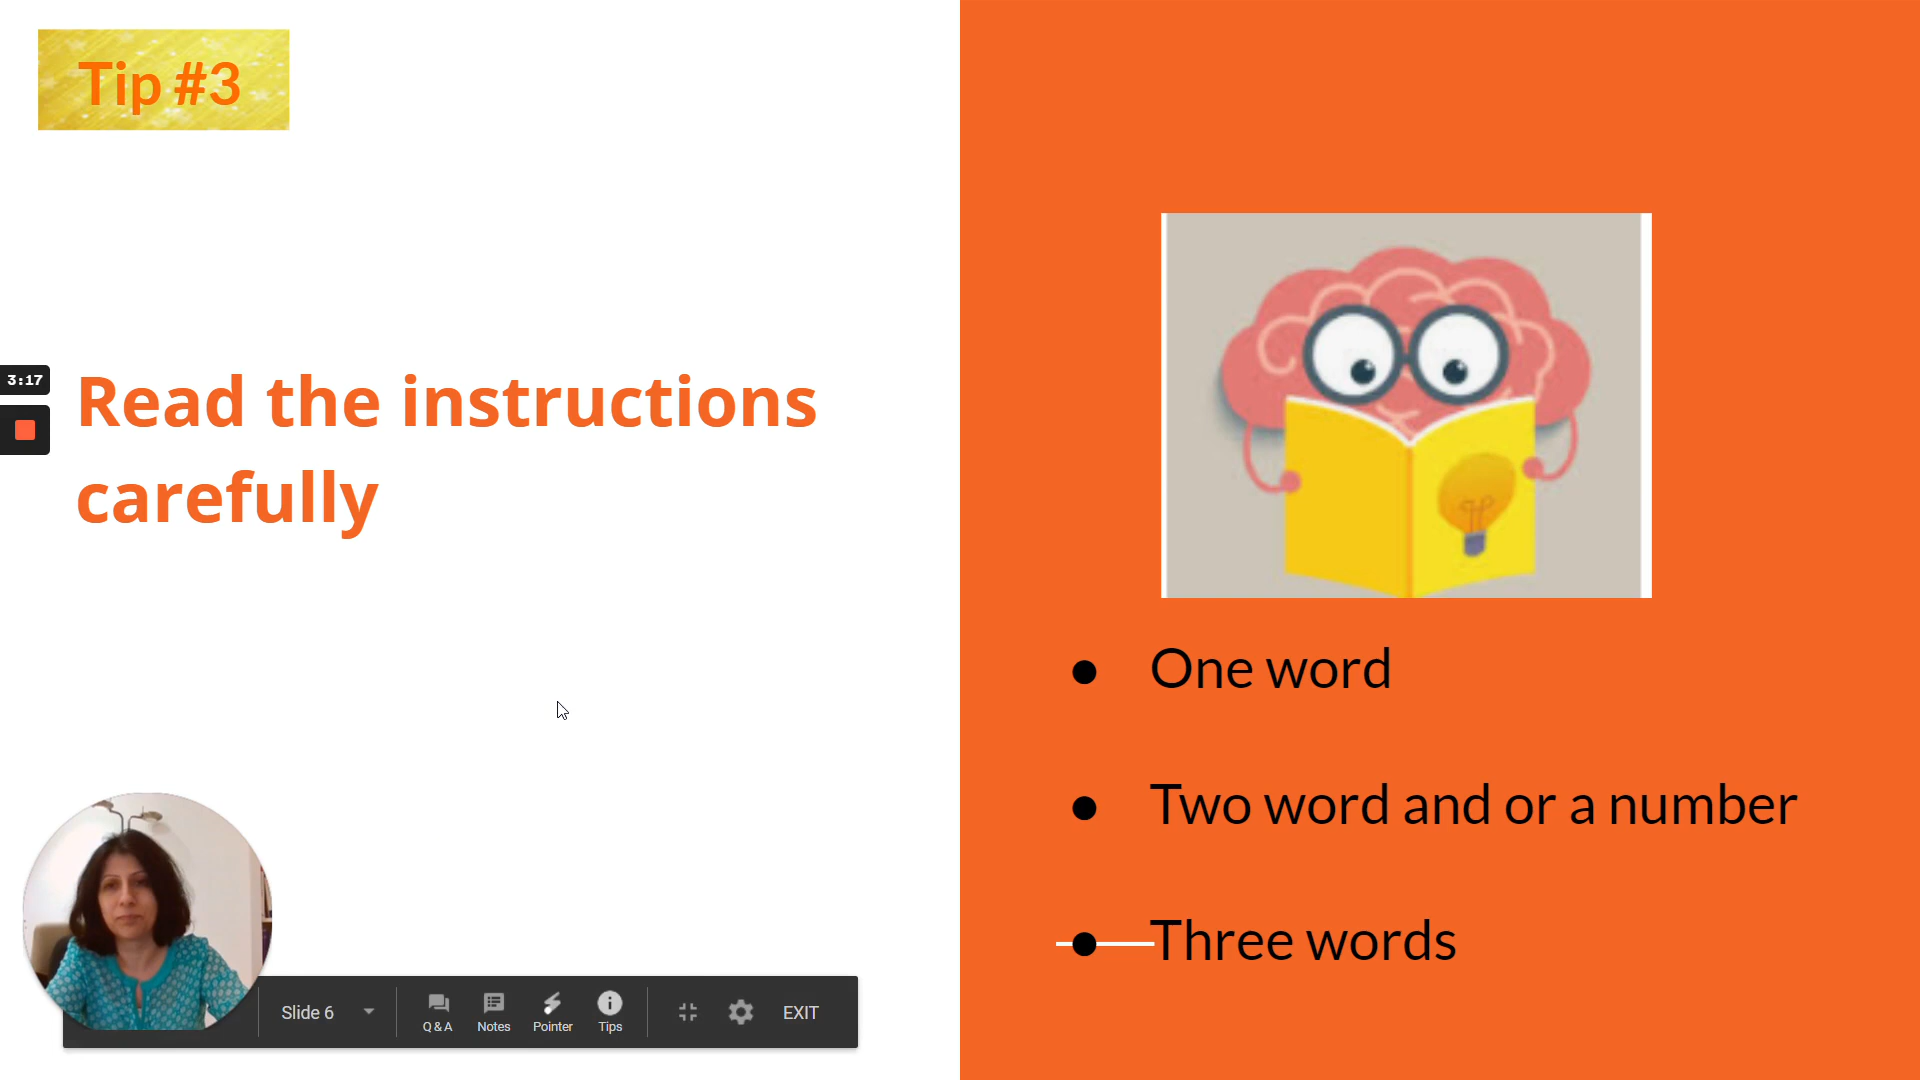 Tip #3
Read the instructions
carefully
3:17
One word
Two word and or a number
Three words
Slide 6
Q & A
Notes
Pointer
Tips
EXIT